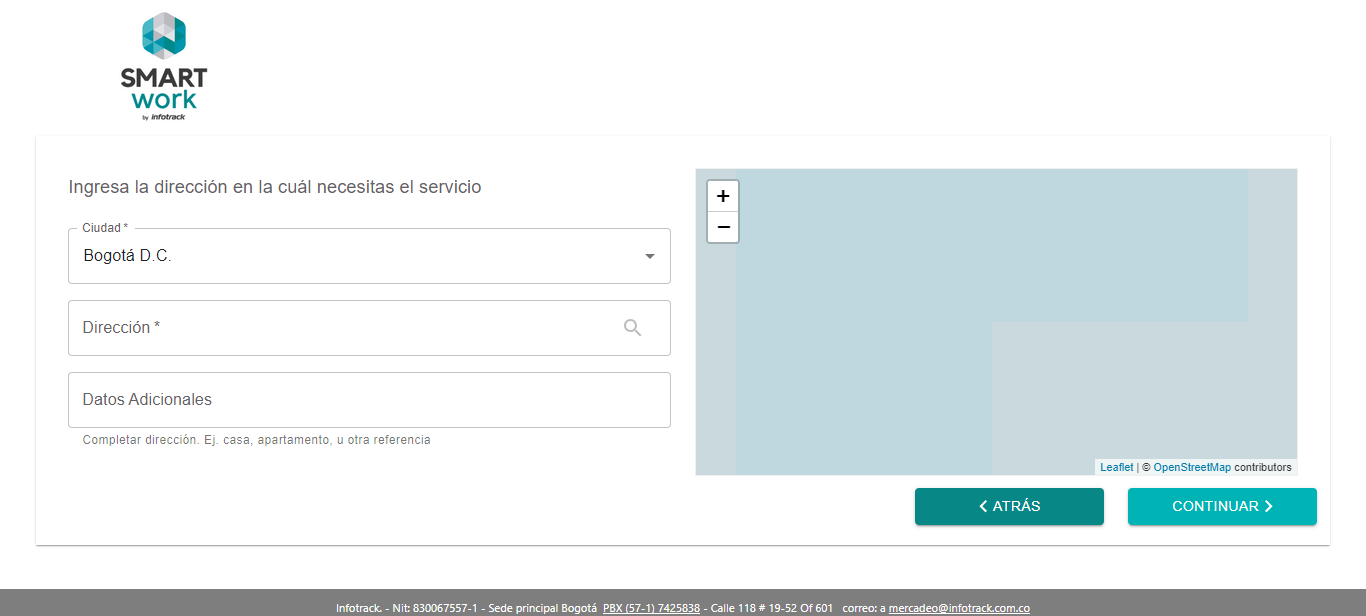 SMART
work
by infotrack
Ingresa la dirección en la cuál necesitas el servicio
Ciudad *
Bogotá D.C.
Dirección *
Datos Adicionales
Completar dirección. Ej. casa, apartamento, u otra referencia
+
−
Leaflet | © OpenStreetMap contributors
ATRÁS
CONTINUAR
Infotrack. - Nit: 830067557-1 - Sede principal Bogotá PBX (57-1) 7425838 - Calle 118 # 19-52 Of 601 correo: a mercadeo@infotrack.com.co